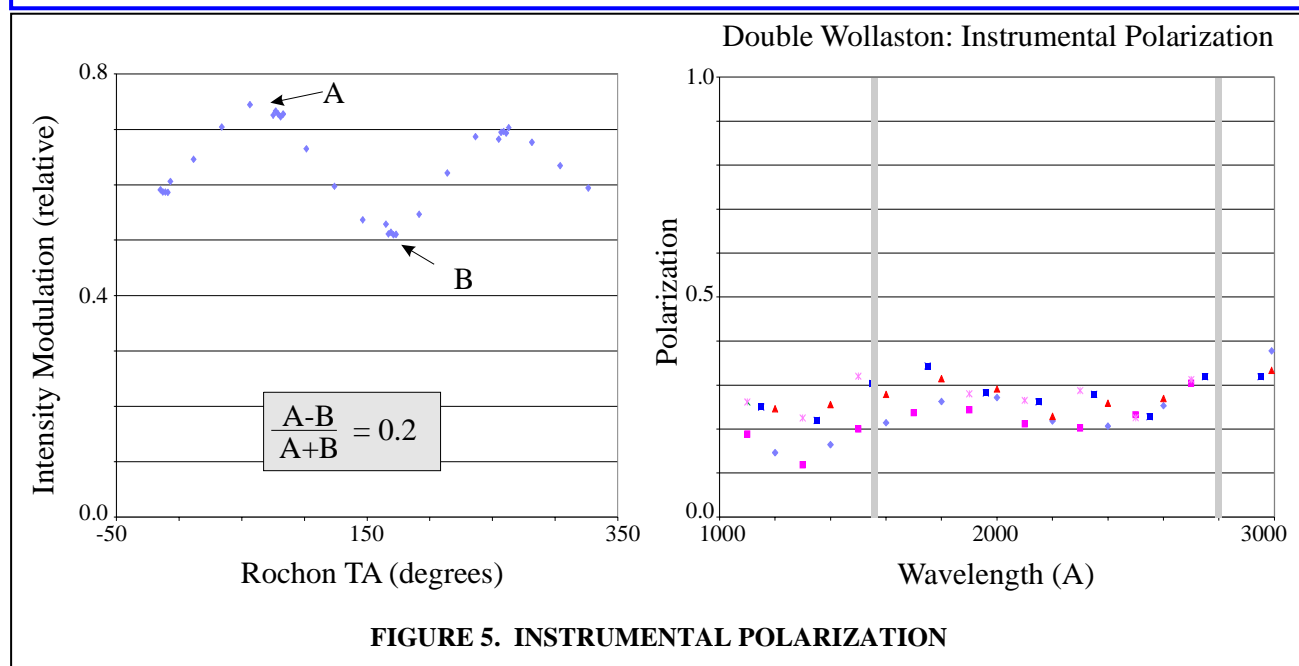 Double Wollaston: Instrumental Polarization
Intensity Modulation (relative)
0.8
0.4
0.0
-50
150
350
Rochon TA (degrees)
A
B
A-B
A+B
= 0.2
Polarization
1.0
0.5
0.0
1000
2000
3000
Wavelength (A)
FIGURE 5. INSTRUMENTAL POLARIZATION